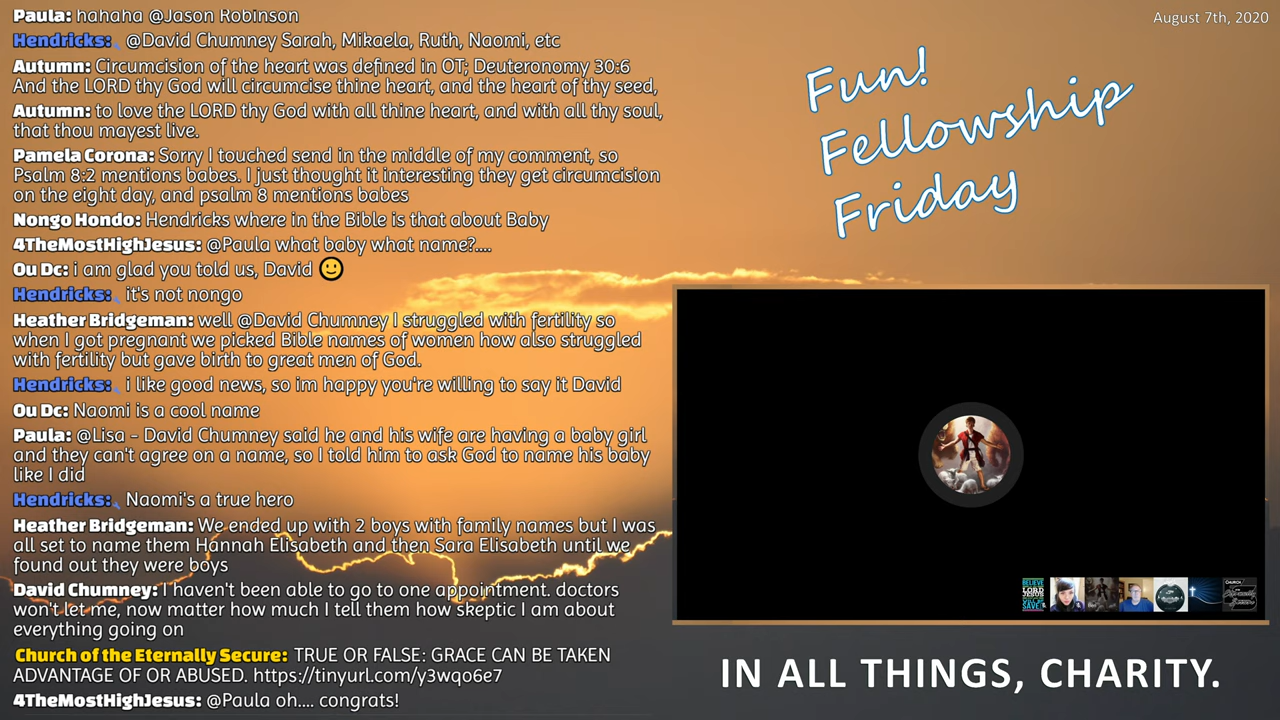 Paula: hahaha @Jason Robinson
Hendricks: @David Chumney Sarah, Mikaela, Ruth, Naomi, etc
Autumn: Circumcision of the heart was defined in OT; Deuteronomy 30:6
And the LORD thy God will circumcise thine heart, and the heart of thy seed,
Autumn: to love the LORD thy God with all thine heart, and with all thy soul,
that thou mayest live.
Pamela Corona: Sorry I touched send in the middle of my comment, so
Psalm 8:2 mentions babes. I just thought it interesting they get circumcision
on the eight day, and psalm 8 mentions babes
Nongo Hondo: Hendricks where in the Bible is that about Baby
4TheMostHighJesus: @Paula what baby what name?....
Ou Dc: i am glad you told us, David 🙂
Hendricks: it's not nongo
Heather Bridgeman: well @David Chumney I struggled with fertility so
when I got pregnant we picked Bible names of women how also struggled
with fertility but gave birth to great men of God.
Hendricks: i like good news, so im happy you're willing to say it David
Ou Dc: Naomi is a cool name
Paula: @Lisa - David Chumney said he and his wife are having a baby girl
and they can't agree on a name, so I told him to ask God to name his baby
like I did
Hendricks: Naomi's a true hero
Heather Bridgeman: We ended up with 2 boys with family names but I was
all set to name them Hannah Elisabeth and then Sara Elisabeth until we
found out they were boys
David Chumney: I haven't been able to go to one appointment. doctors
won't let me, now matter how much I tell them how skeptic I am about
everything going on
Church of the Eternally Secure: TRUE OR FALSE: GRACE CAN BE TAKEN
ADVANTAGE OF OR ABUSED. https://tinyurl.com/y3wqo6e7
4TheMostHighJesus: @Paula oh.... congrats!
August 7th, 2020
Fun!
Fellowship
Friday
BELIEVE
LORD
JESUS
SAVE
CHURCH
IN ALL THINGS, CHARITY.